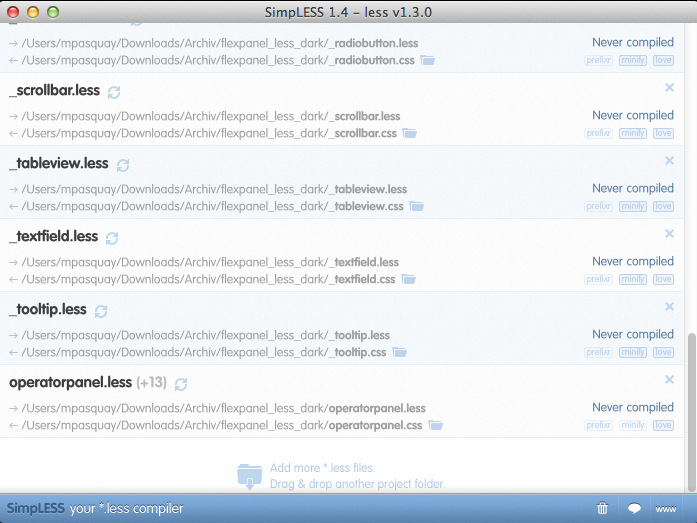 SimpLESS 1.4 – less v1.3.0
→ /Users/mpasquay/Downloads/Archiv/flexpanel_less_dark/_radiobutton.less Never compiled
← /Users/mpasquay/Downloads/Archiv/flexpanel_less_dark/_radiobutton.css prefixr minify love
_scrollbar.less
→ /Users/mpasquay/Downloads/Archiv/flexpanel_less_dark/_scrollbar.less Never compiled
← /Users/mpasquay/Downloads/Archiv/flexpanel_less_dark/_scrollbar.css prefixr minify love
_tableview.less
→ /Users/mpasquay/Downloads/Archiv/flexpanel_less_dark/_tableview.less Never compiled
← /Users/mpasquay/Downloads/Archiv/flexpanel_less_dark/_tableview.css prefixr minify love
_textfield.less
→ /Users/mpasquay/Downloads/Archiv/flexpanel_less_dark/_textfield.less Never compiled
← /Users/mpasquay/Downloads/Archiv/flexpanel_less_dark/_textfield.css prefixr minify love
_tooltip.less
→ /Users/mpasquay/Downloads/Archiv/flexpanel_less_dark/_tooltip.less Never compiled
← /Users/mpasquay/Downloads/Archiv/flexpanel_less_dark/_tooltip.css prefixr minify love
operatorpanel.less (+13)
→ /Users/mpasquay/Downloads/Archiv/flexpanel_less_dark/operatorpanel.less Never compiled
← /Users/mpasquay/Downloads/Archiv/flexpanel_less_dark/operatorpanel.css prefixr minify love
Add more *.less files.
Drag & drop another project folder.
SimpLESS your *.less compiler www